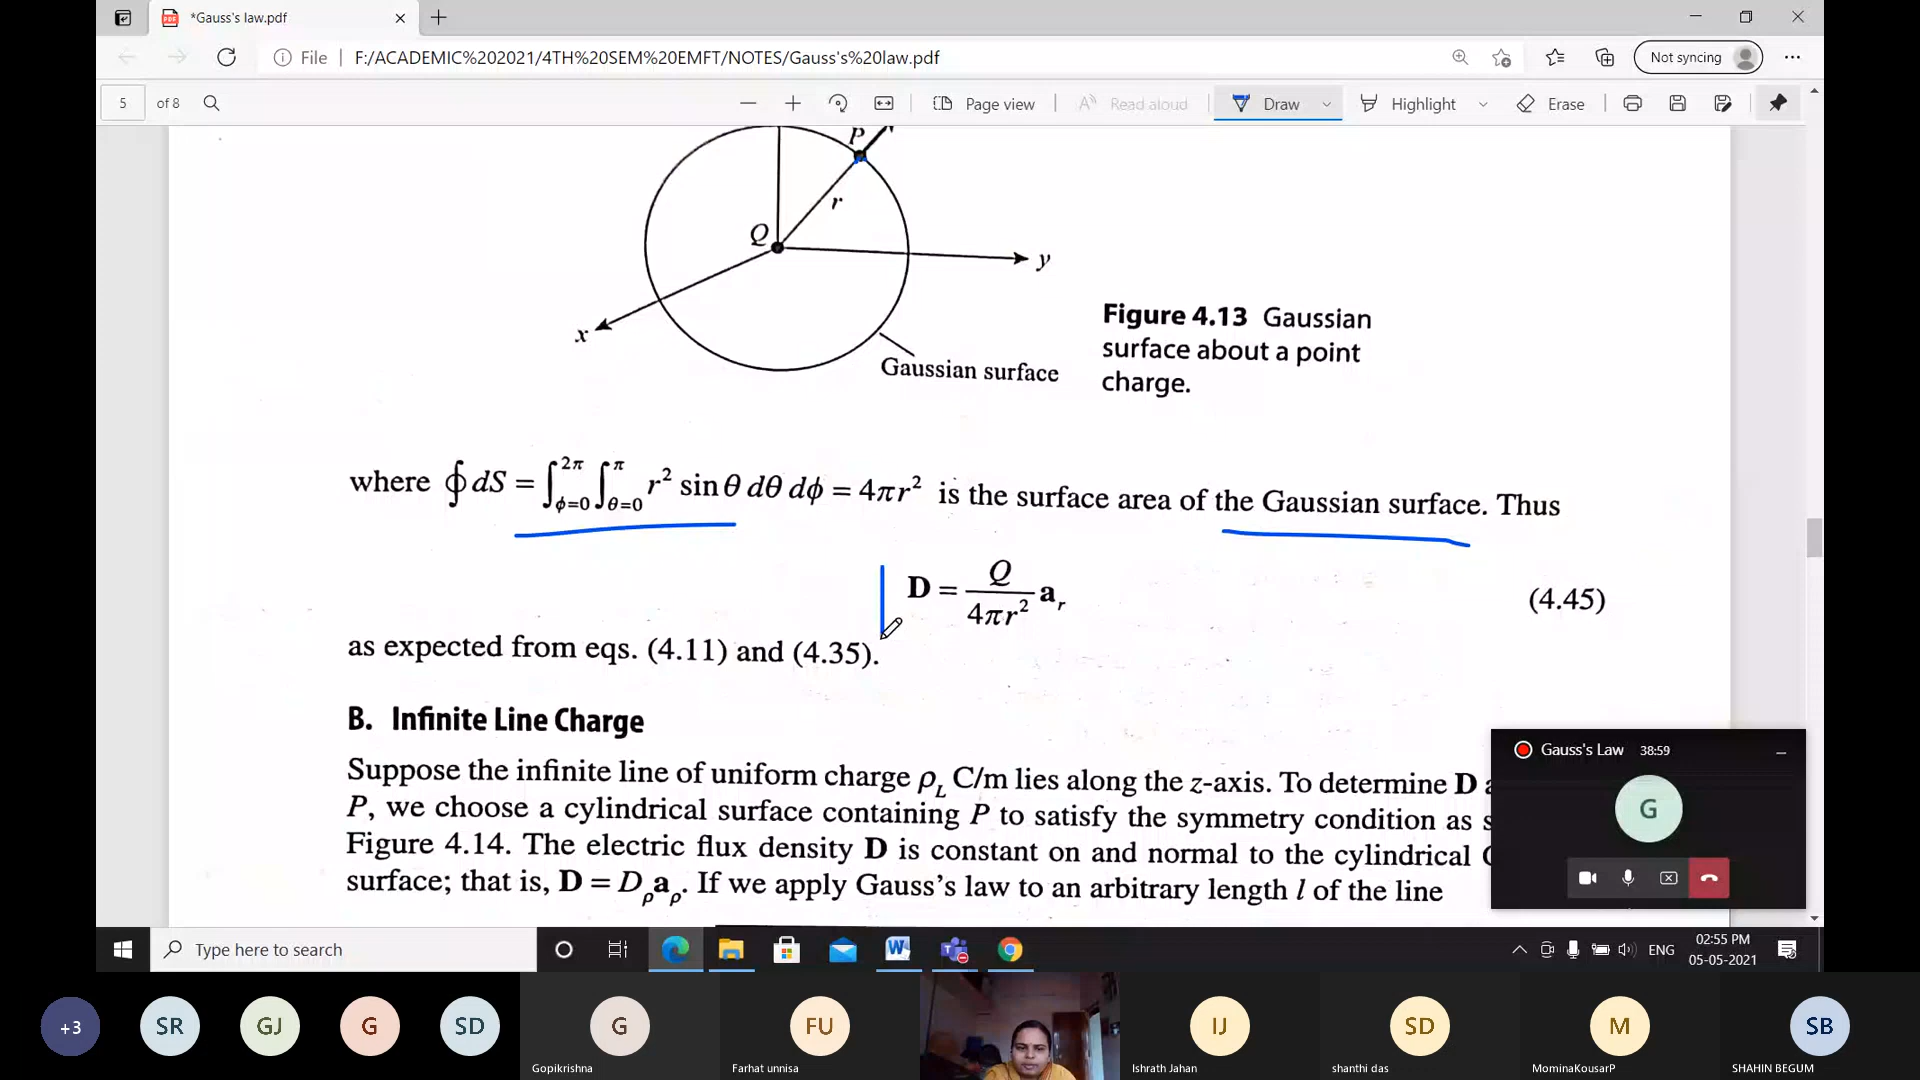 *Gauss's law.pdf
File F:/ACADEMIC%202021/4TH%20SEM%20EMFT/NOTES/Gauss's%20law.pdf
Not syncing
5 of 8
Page view
Read aloud
Draw
Highlight
Erase
P
r
Q
y
x
Gaussian surface
Figure 4.13 Gaussian
surface about a point
charge.
where ∮ dS = ∫_{ϕ=0}^{2π} ∫_{θ=0}^{π} r² sin θ dθ dϕ = 4πr² is the surface area of the Gaussian surface. Thus
D = Q / 4πr² a_r (4.45)
as expected from eqs. (4.11) and (4.35).
B. Infinite Line Charge
Suppose the infinite line of uniform charge ρ_L C/m lies along the z-axis. To determine D
P, we choose a cylindrical surface containing P to satisfy the symmetry condition as
Figure 4.14. The electric flux density D is constant on and normal to the cylindrical
surface; that is, D = D_ρ a_ρ. If we apply Gauss's law to an arbitrary length l of the line
Gauss's Law 38:59
G
Type here to search
ENG
02:55 PM
05-05-2021
+3
SR
GJ
G
SD
G
Gopikrishna
FU
Farhat unnisa
IJ
Ishrath Jahan
SD
shanthi das
M
MominaKousarP
SB
SHAHIN BEGUM